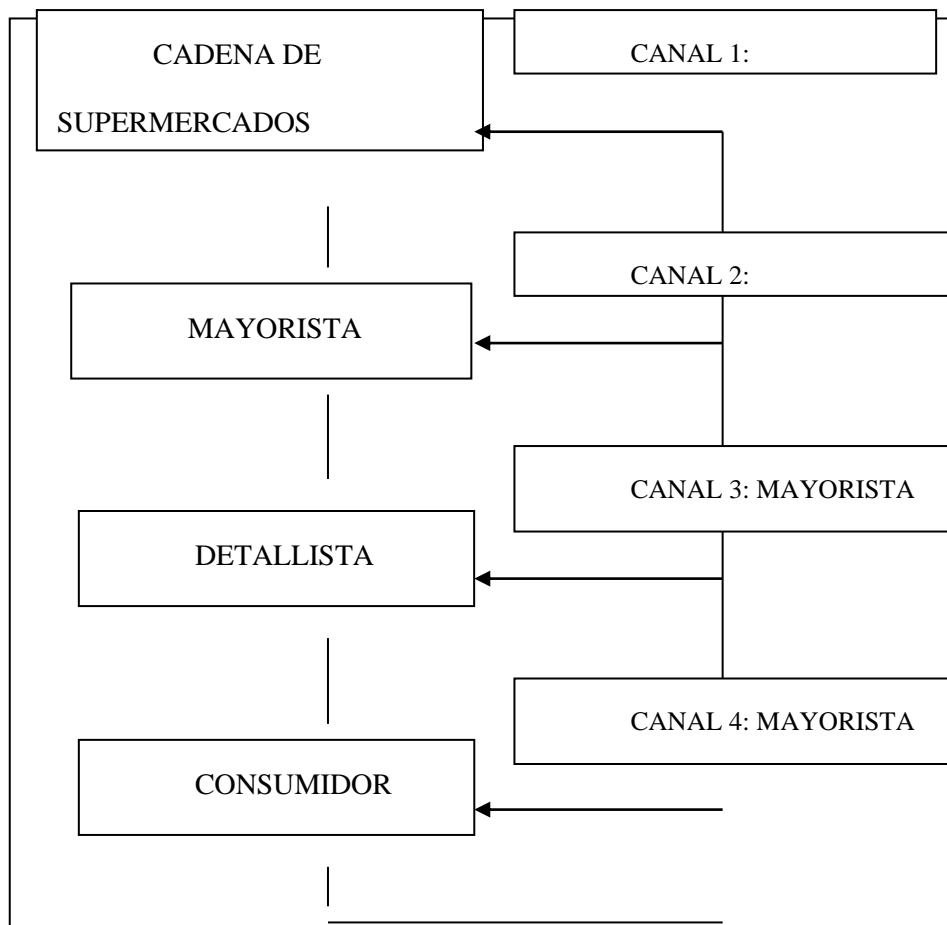 CADENA DE
SUPERMERCADOS
CANAL 1:
CANAL 2:
MAYORISTA
CANAL 3: MAYORISTA
DETALLISTA
CANAL 4: MAYORISTA
CONSUMIDOR